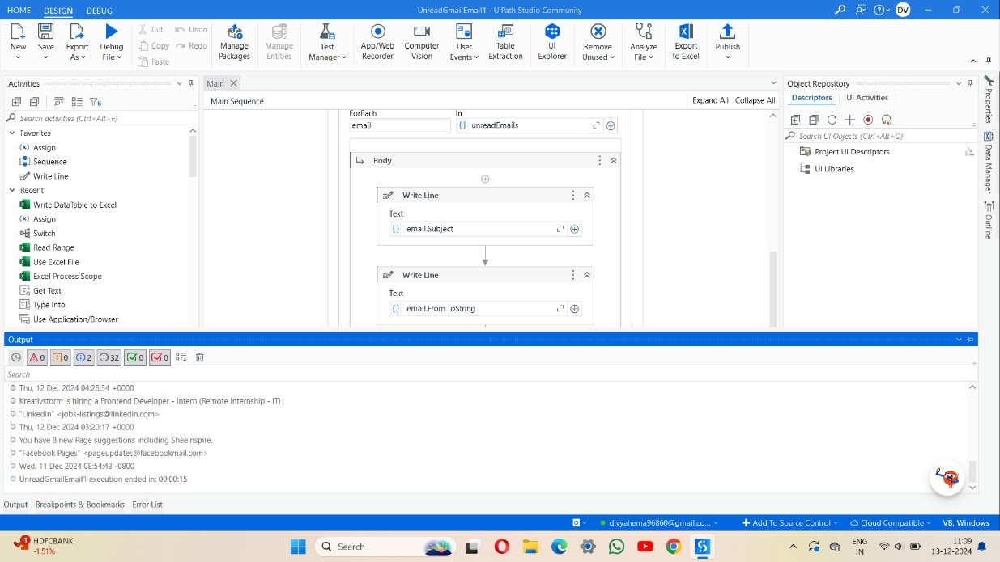 HOME DESIGN DEBUG UnreadGmailEmail1 - UiPath Studio Community DV
New Save Export As Debug File Cut Copy Paste Undo Redo Manage Packages Manage Entities Test Manager App/Web Recorder Computer Vision User Events Table Extraction UI Explorer Remove Unused Analyze File Export to Excel Publish
Activities
6
Search activities (Ctrl+Alt+F)
Favorites
Assign
Sequence
Write Line
Recent
Write DataTable to Excel
Assign
Switch
Read Range
Use Excel File
Excel Process Scope
Get Text
Type Into
Use Application/Browser
Main
Main Sequence Expand All Collapse All
ForEach In
email unreadEmails
Body
Write Line
Text
email.Subject
Write Line
Text
email.From.ToString
Object Repository
Descriptors UI Activities
Search UI Objects (Ctrl+Alt+O)
Project UI Descriptors
UI Libraries
Properties
Data Manager
Outline
Output
0 0 2 32 0 0
Search
Thu, 12 Dec 2024 04:28:34 +0000
Kreativstorm is hiring a Frontend Developer - Intern (Remote Internship - IT)
"LinkedIn" <jobs-listings@linkedin.com>
Thu, 12 Dec 2024 03:20:17 +0000
You have 8 new Page suggestions including SheeInspire.
"Facebook Pages" <pageupdates@facebookmail.com>
Wed, 11 Dec 2024 08:54:43 -0800
UnreadGmailEmail1 execution ended in: 00:00:15
Output Breakpoints & Bookmarks Error List
divyahema96860@gmail.co... Add To Source Control Cloud Compatible VB, Windows
1 HDFCBANK
-1.51%
Search
ENG
IN
11:09
13-12-2024